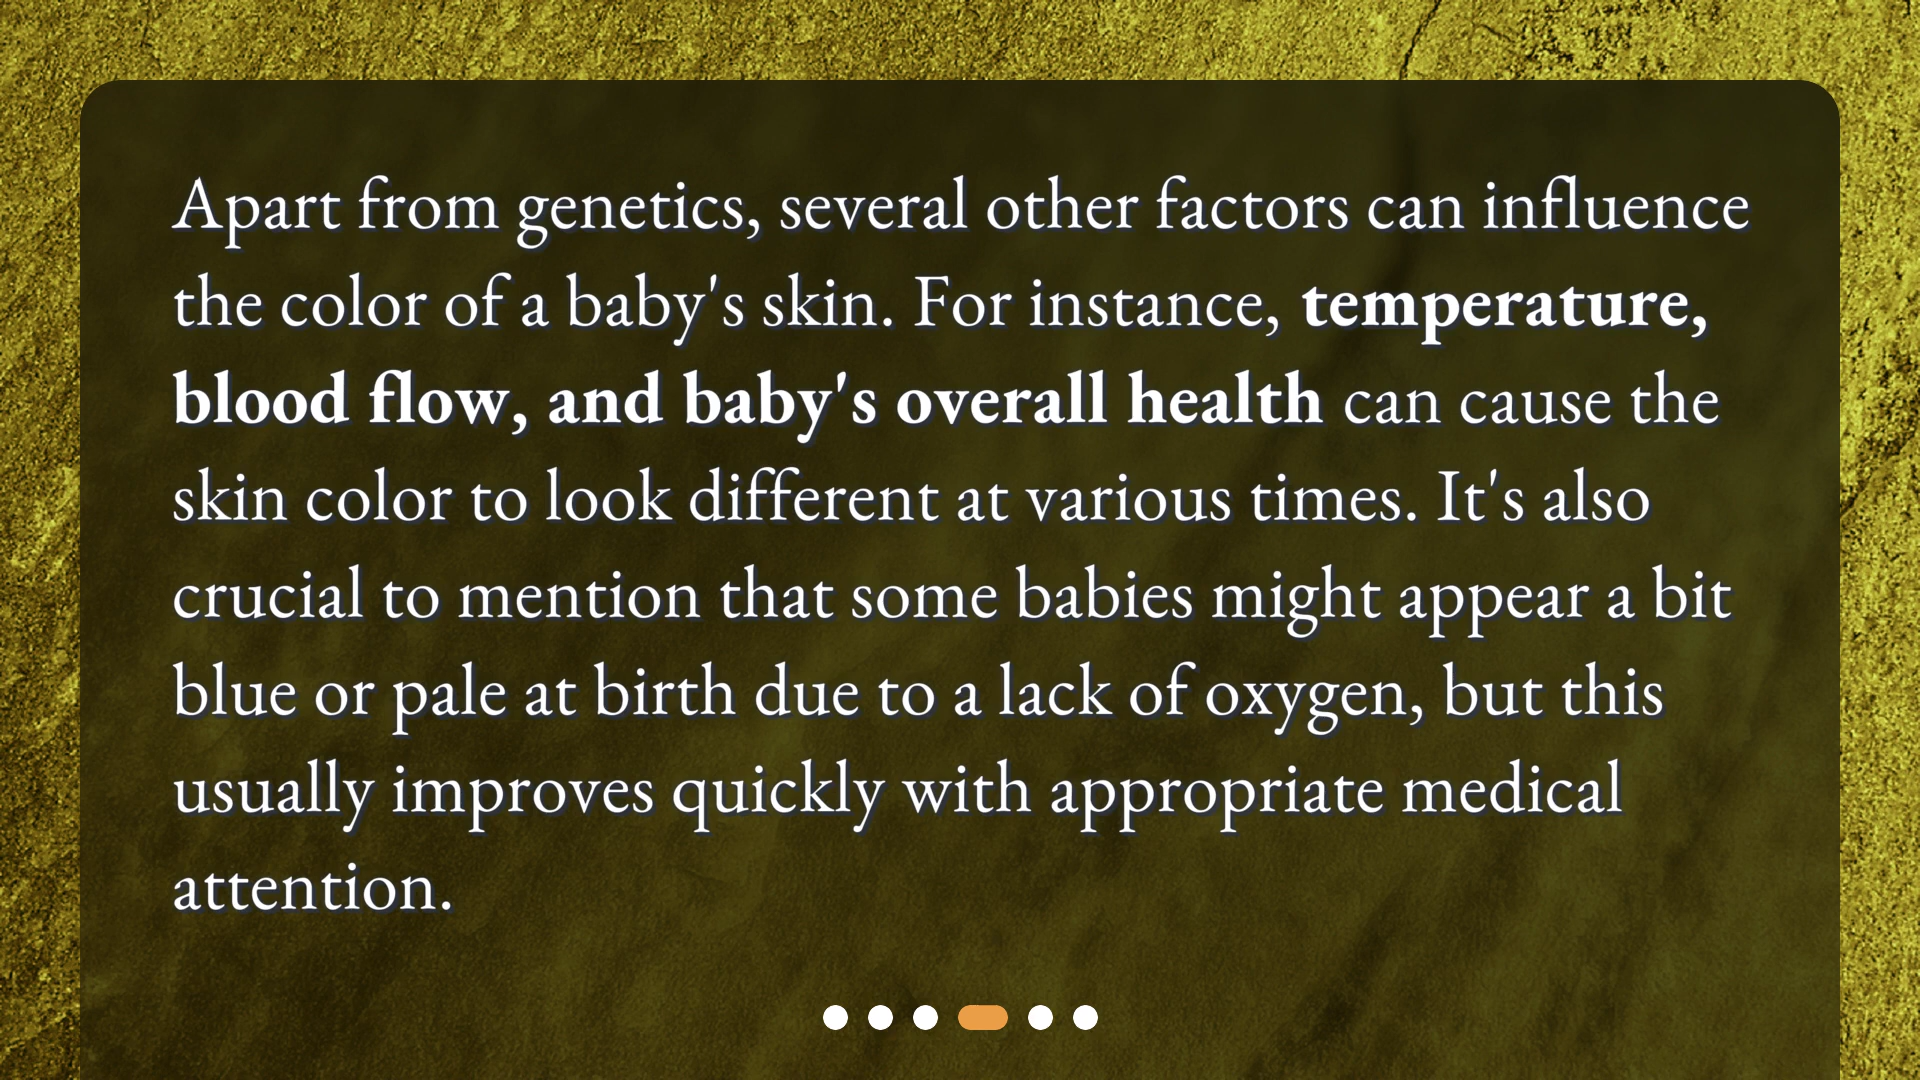 Apart from genetics, several other factors can influence
the color of a baby's skin. For instance, temperature,
blood flow, and baby's overall health can cause the
skin color to look different at various times. It's also
crucial to mention that some babies might appear a bit
blue or pale at birth due to a lack of oxygen, but this
usually improves quickly with appropriate medical
attention.